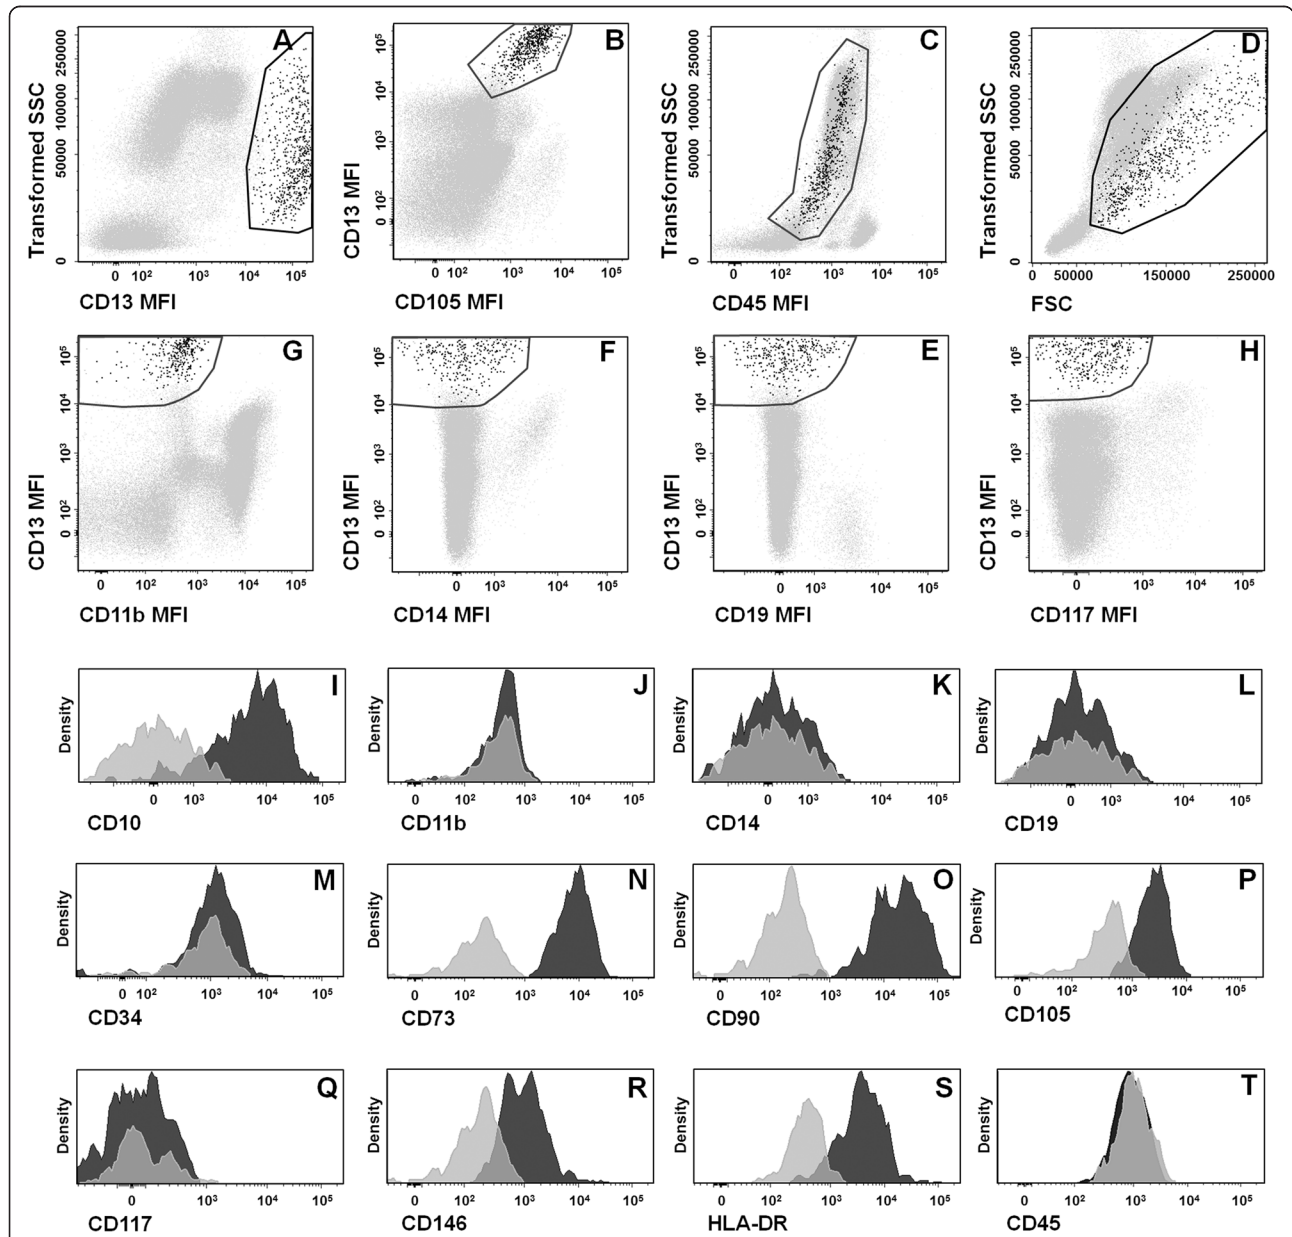 A
Transformed SSC
0 50000 100000 250000
0 10² 10³ 10⁴ 10⁵
CD13 MFI
B
CD13 MFI
0 10² 10³ 10⁴ 10⁵
0 10² 10³ 10⁴ 10⁵
CD105 MFI
C
Transformed SSC
0 50000 100000 250000
0 10² 10³ 10⁴ 10⁵
CD45 MFI
D
Transformed SSC
0 50000 100000 250000
0 50000 150000 250000
FSC
G
CD13 MFI
0 10² 10³ 10⁴ 10⁵
0 10² 10³ 10⁴ 10⁵
CD11b MFI
F
CD13 MFI
0 10² 10³ 10⁴ 10⁵
0 10³ 10⁴ 10⁵
CD14 MFI
E
CD13 MFI
0 10² 10³ 10⁴ 10⁵
0 10³ 10⁴ 10⁵
CD19 MFI
H
CD13 MFI
0 10² 10³ 10⁴ 10⁵
0 10³ 10⁴ 10⁵
CD117 MFI
I
Density
0 10³ 10⁴ 10⁵
CD10
J
Density
0 10² 10³ 10⁴ 10⁵
CD11b
K
Density
0 10³ 10⁴ 10⁵
CD14
L
Density
0 10³ 10⁴ 10⁵
CD19
M
Density
0 10² 10³ 10⁴ 10⁵
CD34
N
Density
0 10² 10³ 10⁴ 10⁵
CD73
O
Density
0 10² 10³ 10⁴ 10⁵
CD90
P
Density
0 10² 10³ 10⁴ 10⁵
CD105
Q
Density
0 10³ 10⁴ 10⁵
CD117
R
Density
0 10² 10³ 10⁴ 10⁵
CD146
S
Density
0 10² 10³ 10⁴ 10⁵
HLA-DR
T
Density
0 10² 10³ 10⁴ 10⁵
CD45